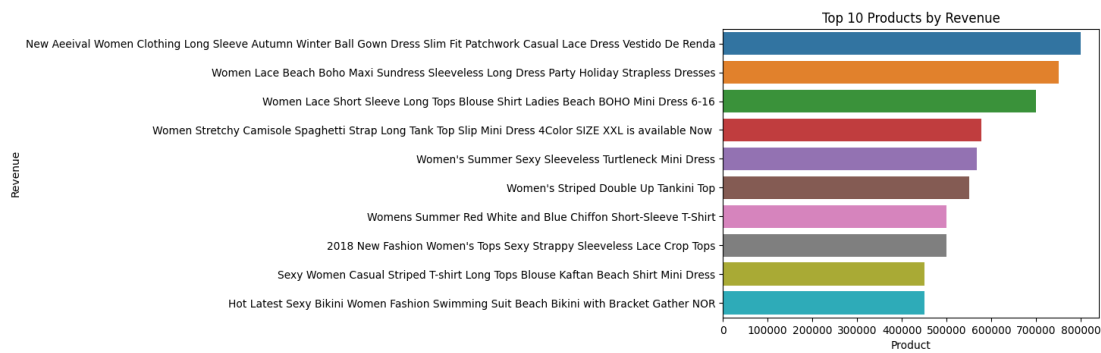 Top 10 Products by Revenue
New Aeeival Women Clothing Long Sleeve Autumn Winter Ball Gown Dress Slim Fit Patchwork Casual Lace Dress Vestido De Renda
Women Lace Beach Boho Maxi Sundress Sleeveless Long Dress Party Holiday Strapless Dresses
Women Lace Short Sleeve Long Tops Blouse Shirt Ladies Beach BOHO Mini Dress 6-16
Women Stretchy Camisole Spaghetti Strap Long Tank Top Slip Mini Dress 4Color SIZE XXL is available Now
Women's Summer Sexy Sleeveless Turtleneck Mini Dress
Women's Striped Double Up Tankini Top
Womens Summer Red White and Blue Chiffon Short-Sleeve T-Shirt
2018 New Fashion Women's Tops Sexy Strappy Sleeveless Lace Crop Tops
Sexy Women Casual Striped T-shirt Long Tops Blouse Kaftan Beach Shirt Mini Dress
Hot Latest Sexy Bikini Women Fashion Swimming Suit Beach Bikini with Bracket Gather NOR
Revenue
0 100000 200000 300000 400000 500000 600000 700000 800000
Product